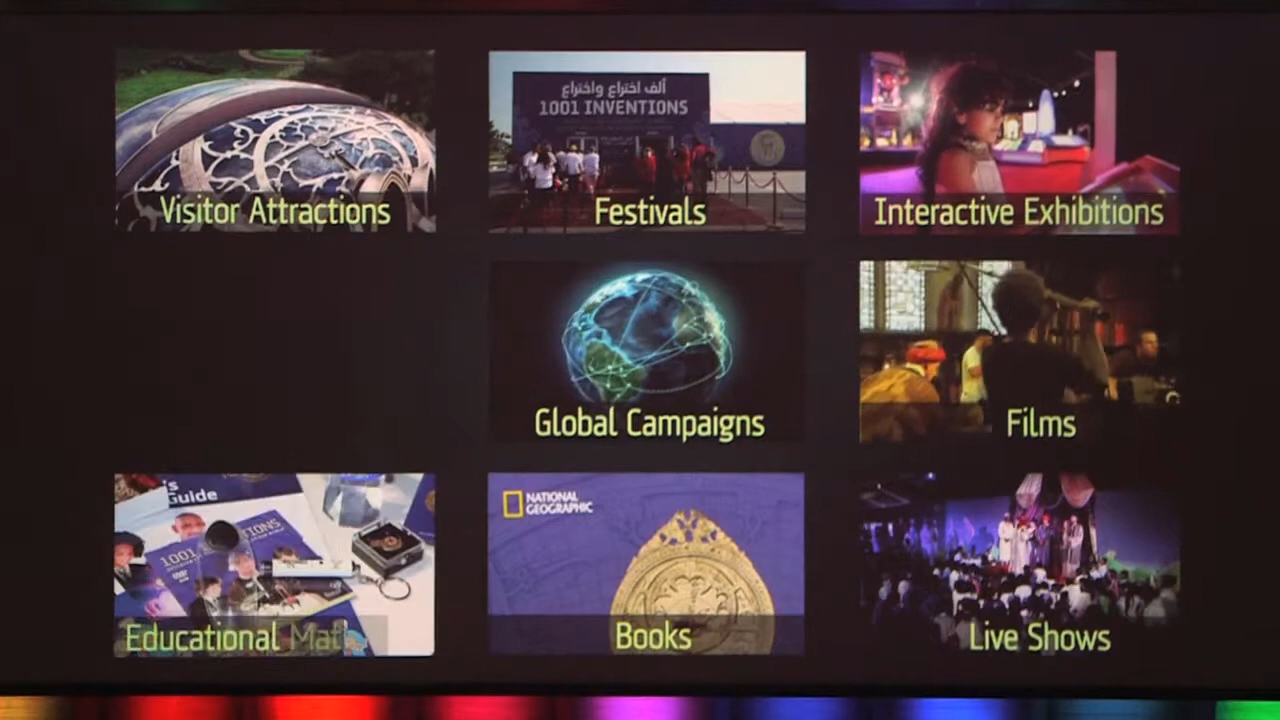 ألف اختراع واختراع
1001 INVENTIONS
Visitor Attractions
Festivals
Interactive Exhibitions
Global Campaigns
Films
's
Guide
1001
NATIONAL
GEOGRAPHIC
Educational
Books
Live Shows